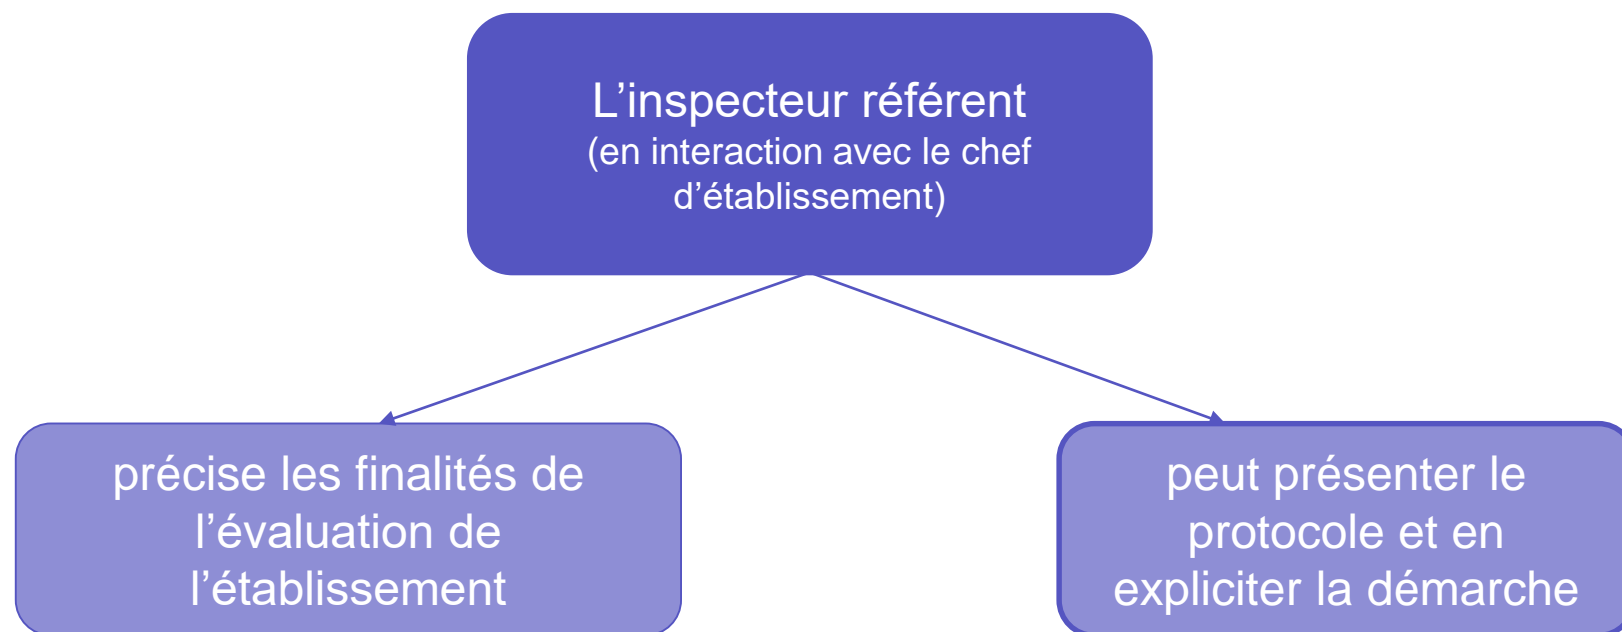 L’inspecteur référent
(en interaction avec le chef
d’établissement)
précise les finalités de
l’évaluation de
l’établissement
peut présenter le
protocole et en
expliciter la démarche